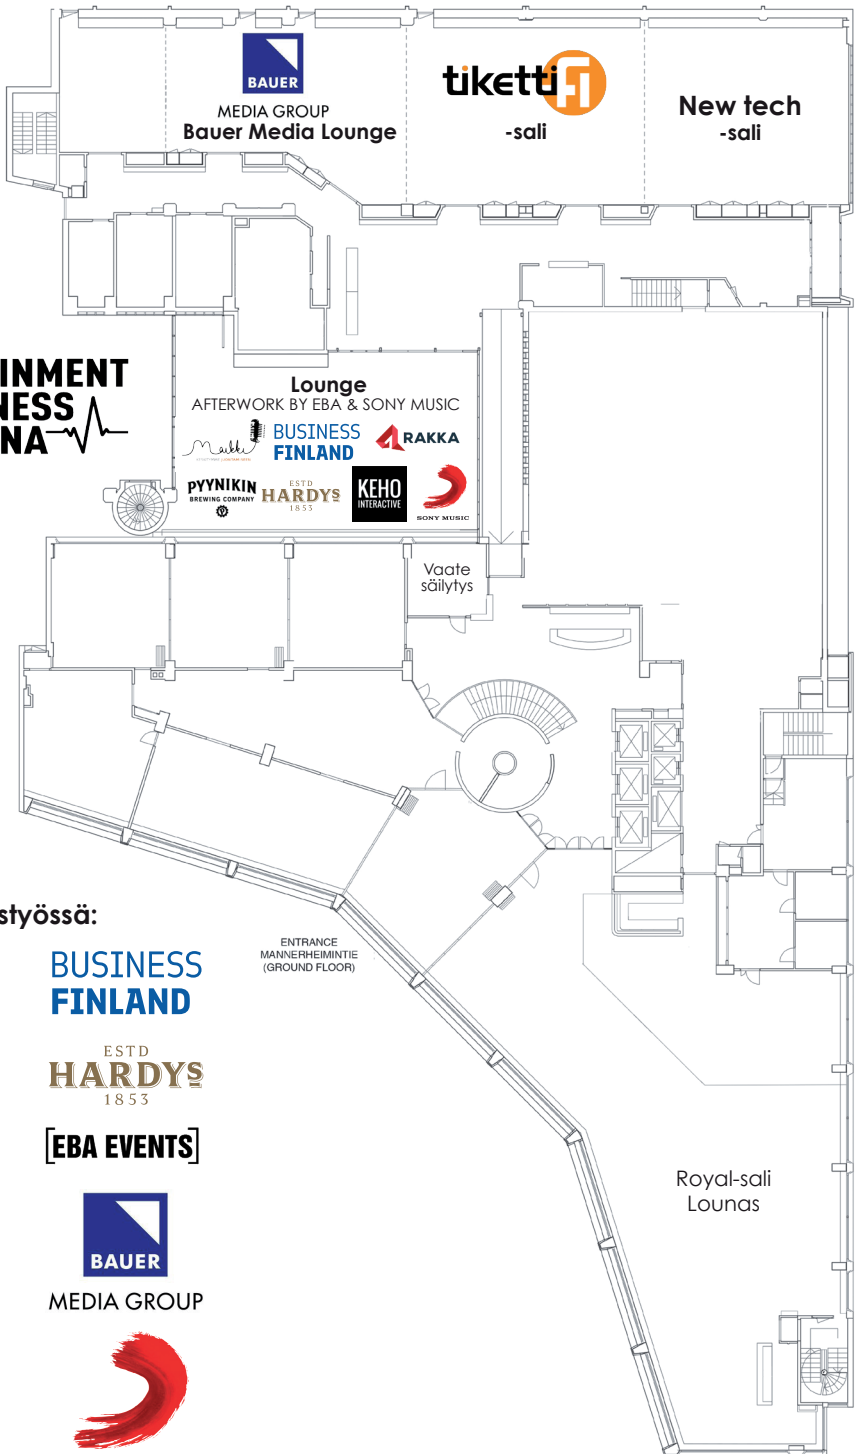 BAUER
MEDIA GROUP
Bauer Media Lounge
tiketti
FI
-sali
New tech
-sali
INMENT
NESS
NA
Lounge
AFTERWORK BY EBA & SONY MUSIC
BUSINESS
FINLAND
RAKKA
PYYNIKIN
BREWING COMPANY
ESTD
HARDYS
1853
KEHO
INTERACTIVE
SONY MUSIC
Vaate
säilytys
styössä:
ENTRANCE
MANNERHEIMINTIE
(GROUND FLOOR)
BUSINESS
FINLAND
ESTD
HARDYS
1853
[EBA EVENTS]
BAUER
MEDIA GROUP
Royal-sali
Lounas